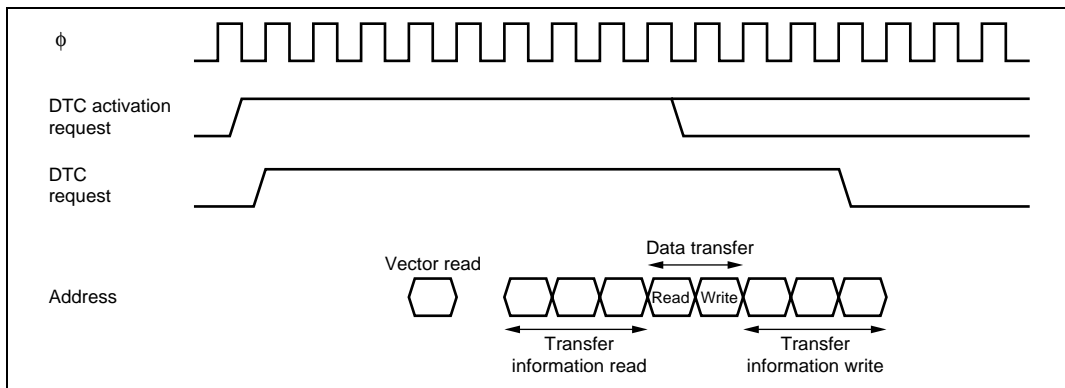 φ
DTC activation
request
DTC
request
Data transfer
Vector read
Address
Read Write
Transfer
information read
Transfer
information write